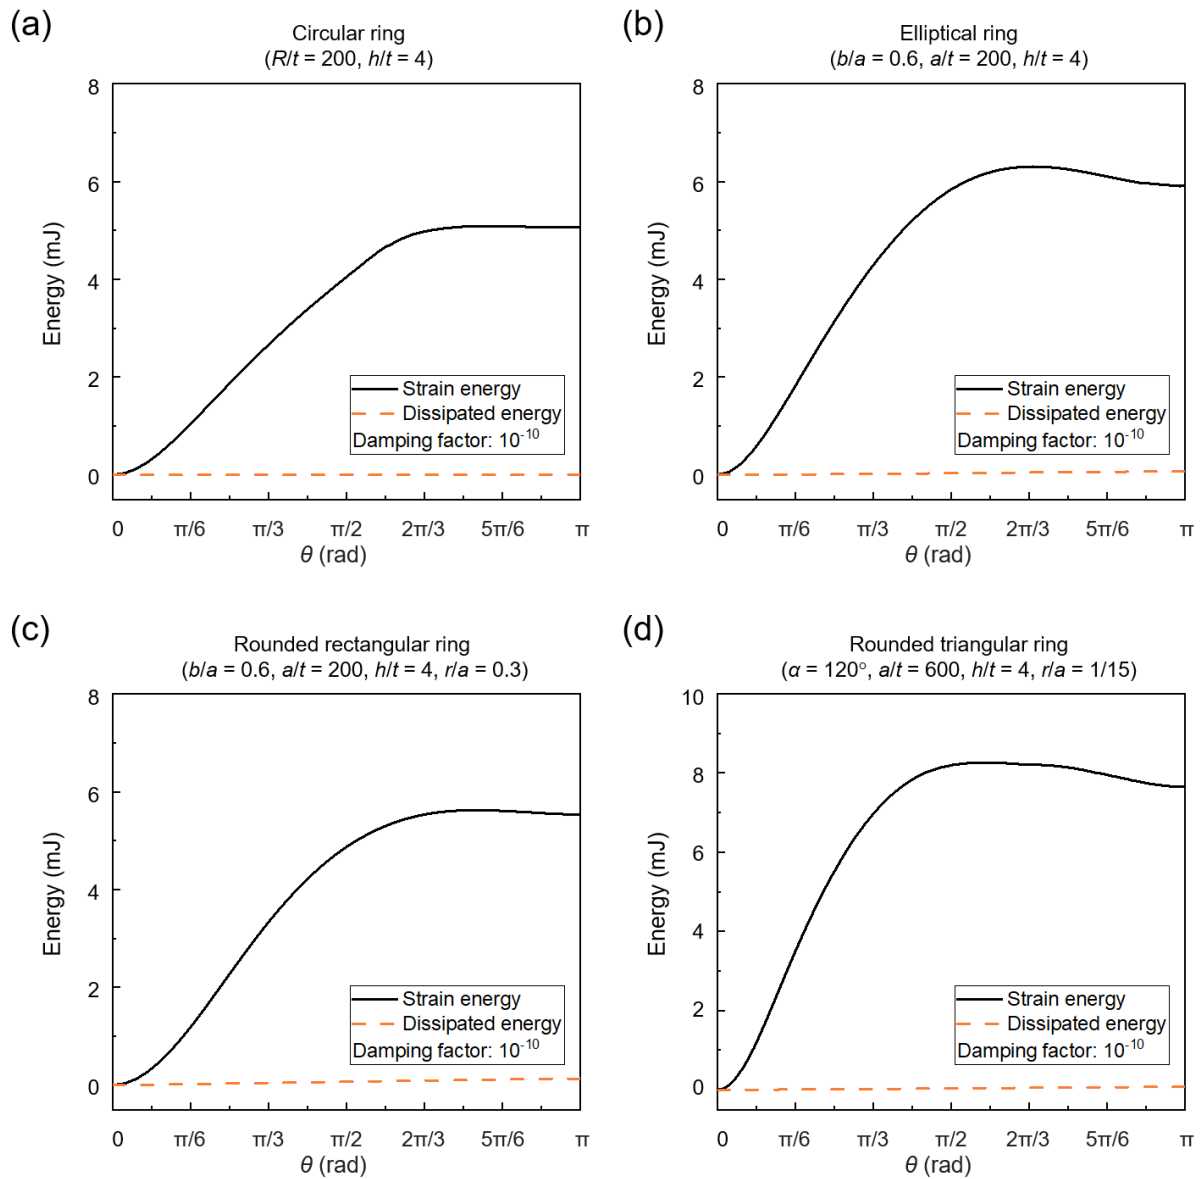 (a)
Circular ring
(R/t = 200, h/t = 4)
8
6
4
2
0
Energy (mJ)
Strain energy
Dissipated energy
Damping factor: 10⁻¹⁰
0 π/6 π/3 π/2 2π/3 5π/6 π
θ (rad)
(b)
Elliptical ring
(b/a = 0.6, a/t = 200, h/t = 4)
8
6
4
2
0
Energy (mJ)
Strain energy
Dissipated energy
Damping factor: 10⁻¹⁰
0 π/6 π/3 π/2 2π/3 5π/6 π
θ (rad)
(c)
Rounded rectangular ring
(b/a = 0.6, a/t = 200, h/t = 4, r/a = 0.3)
8
6
4
2
0
Energy (mJ)
Strain energy
Dissipated energy
Damping factor: 10⁻¹⁰
0 π/6 π/3 π/2 2π/3 5π/6 π
θ (rad)
(d)
Rounded triangular ring
(α = 120°, a/t = 600, h/t = 4, r/a = 1/15)
10
8
6
4
2
0
Energy (mJ)
Strain energy
Dissipated energy
Damping factor: 10⁻¹⁰
0 π/6 π/3 π/2 2π/3 5π/6 π
θ (rad)